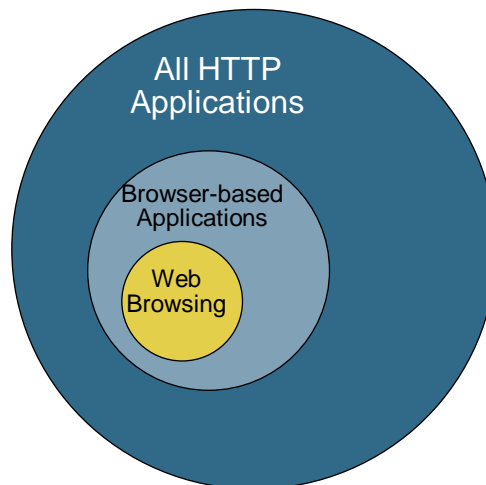 All HTTP
Applications
Browser-based
Applications
Web
Browsing